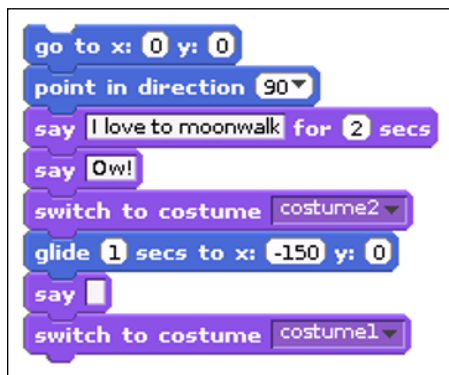 go to x: 0 y: 0
point in direction 90
say I love to moonwalk for 2 secs
say Ow!
switch to costume costume2
glide 1 secs to x: -150 y: 0
say
switch to costume costume1